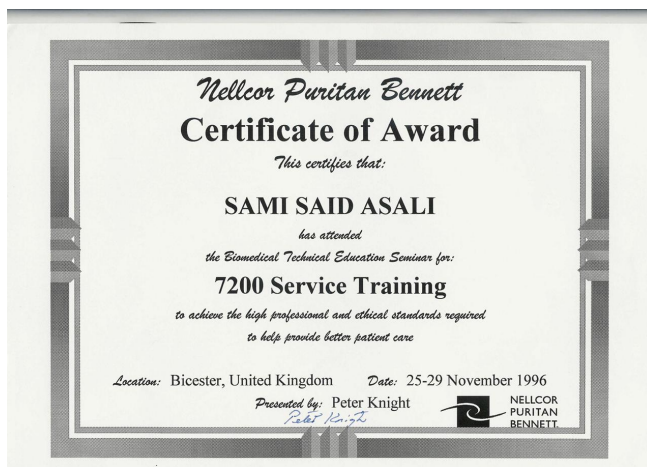 Nellcor Puritan Bennett
Certificate of Award
This certifies that:
SAMI SAID ASALI
has attended
the Biomedical Technical Education Seminar for:
7200 Service Training
to achieve the high professional and ethical standards required
to help provide better patient care
Location: Bicester, United Kingdom Date: 25-29 November 1996
Presented by: Peter Knight
Peter Knight
NELLCOR
PURITAN
BENNETT.